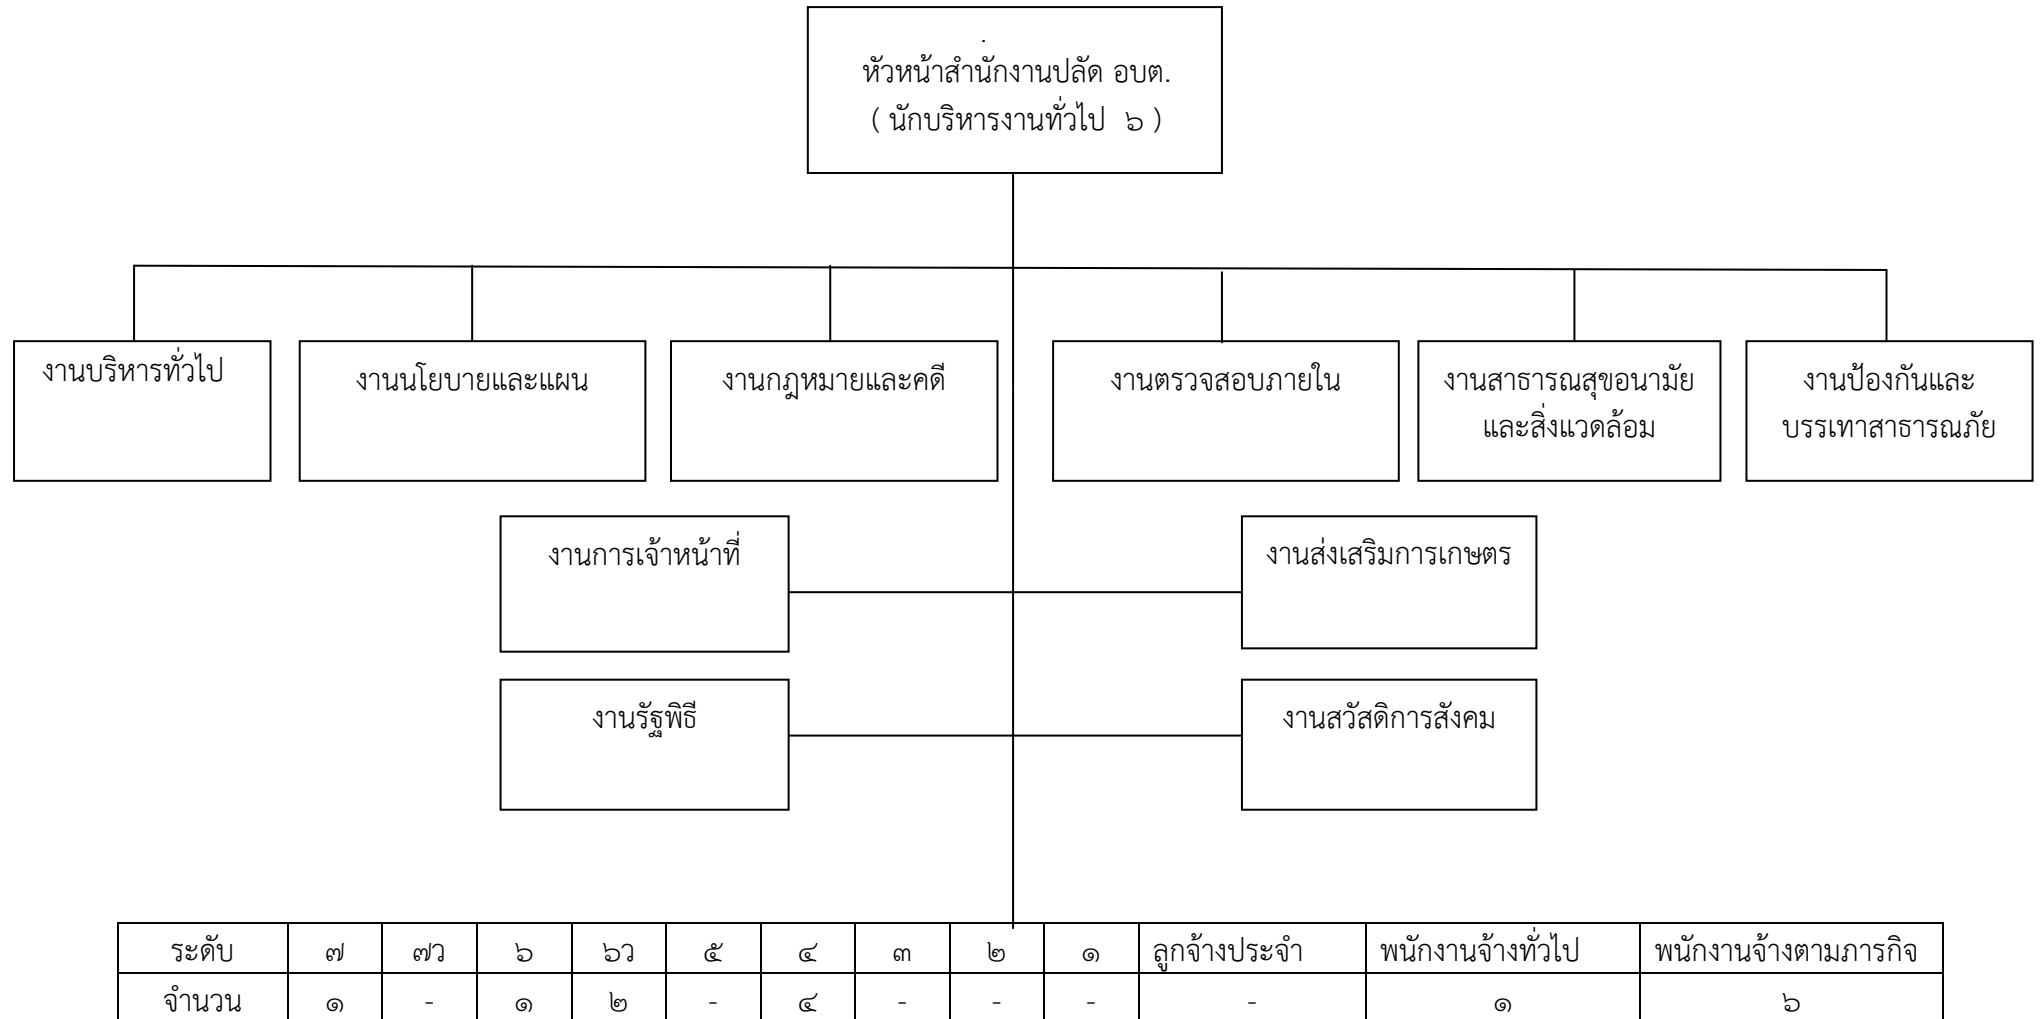 หัวหน้าสำนักงานปลัด อบต.
( นักบริหารงานทั่วไป ๖ )
งานบริหารทั่วไป
งานนโยบายและแผน
งานกฎหมายและคดี
งานตรวจสอบภายใน
งานสาธารณสุขอนามัย
และสิ่งแวดล้อม
งานป้องกันและ
บรรเทาสาธารณภัย
งานการเจ้าหน้าที่
งานส่งเสริมการเกษตร
งานรัฐพิธี
งานสวัสดิการสังคม
ระดับ ๗ ๗ว ๖ ๖ว ๕ ๔ ๓ ๒ ๑ ลูกจ้างประจำ พนักงานจ้างทั่วไป พนักงานจ้างตามภารกิจ
จำนวน ๑ - ๑ ๒ - ๔ - - - - ๑ ๖